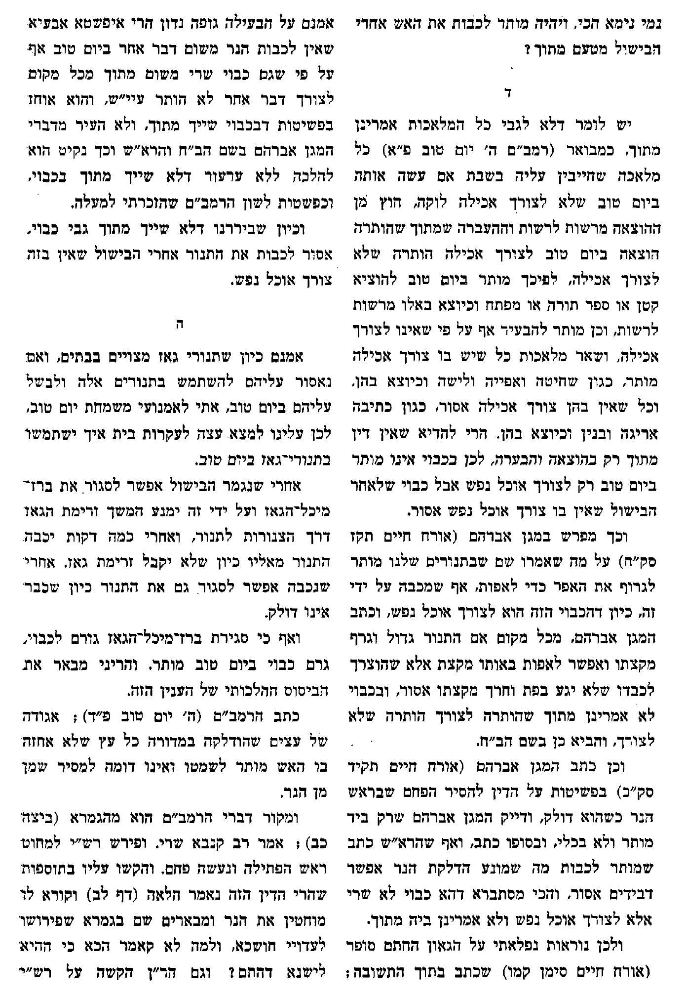 נמי נימא הכי, ויהיה מותר לכבות את האש אחרי
הבישול מטעם מתוך?
ד
יש לומר דלא לגבי כל המלאכות אמרינן
מתוך, כמבואר (רמב״ם ה׳ יום טוב פ״א) כל
מלאכה שחייבין עליה בשבת אם עשה אותה
ביום טוב שלא לצורך אכילה לוקה, חוץ מן
ההוצאה מרשות לרשות וההעברה שמתוך שהותרה
הוצאה ביום טוב לצורך אכילה הותרה שלא
לצורך אכילה, לפיכך מותר ביום טוב להוציא
קטן או ספר תורה או מפתח וכיוצא באלו מרשות
לרשות, וכן מותר להבעיר אף על פי שאינו לצורך
אכילה, ושאר מלאכות כל שיש בו צורך אכילה
מותר, כגון שחיטה ואפייה ולישה וכיוצא בהן,
וכל שאין בהן צורך אכילה אסור, כגון כתיבה
אריגה ובנין וכיוצא בהן. הרי להדיא שאין דין
מתוך רק בהוצאה והבערה, לכן בכבוי אינו מותר
ביום טוב רק לצורך אוכל נפש אבל כבוי שלאחר
הבישול שאין בו צורך אוכל נפש אסור.
וכך מפרש במגן אברהם (אורח חיים תקז
סק״ח) על מה שאמרו שם שבתנורים שלנו מותר
לגרוף את האפר כדי לאפות, אף שמכבה על ידי
זה, כיון דהכבוי הזה הוא לצורך אוכל נפש, וכתב
המגן אברהם, מכל מקום אם התנור גדול וגרף
מקצתו ואפשר לאפות באותו מקצת אלא שהוצרך
לכבדו שלא יגע בפת וחרך מקצתו אסור, ובכבוי
לא אמרינן מתוך שהותרה לצורך הותרה שלא
לצורך, והביא כן בשם הב״ח.
וכן כתב המגן אברהם (אורח חיים תקיד
סק״כ) בפשיטות על הדין להסיר הפחם שבראש
הנר כשהוא דולק, ודייק המגן אברהם שרק ביד
מותר ולא בכלי, ובסופו כתב, ואף שהרא״ש כתב
שמותר לכבות מה שמונע הדלקת הנר אפשר
דבידים אסור, והכי מסתברא דהא כבוי לא שרי
אלא לצורך אוכל נפש ולא אמרינן ביה מתוך.
ולכן נוראות נפלאתי על הגאון החתם סופר
(אורח חיים סימן קמו) שכתב בתוך התשובה;
אמנם על הבעילה גופה נדון הרי איפשטא אבעיא
שאין לכבות הנר משום דבר אחר ביום טוב אף
על פי שגם כבוי שרי משום מתוך מכל מקום
לצורך דבר אחר לא הותר עיי״ש, והוא אוחז
בפשיטות דבכבוי שייך מתוך, ולא העיר מדברי
המגן אברהם בשם הב״ח והרא״ש וכך נקיט הוא
להלכה ללא ערעור דלא שייך מתוך בכבוי,
וכפשטות לשון הרמב״ם שהזכרתי למעלה.
וכיון שביררנו דלא שייך מתוך גבי כבוי,
אסור לכבות את התנור אחרי הבישול שאין בזה
צורך אוכל נפש.
ה
אמנם כיון שתנורי גאז מצויים בבתים, ואם
נאסור עליהם להשתמש בתנורים אלה ולבשל
עליהם ביום טוב, אתי לאמנועי משמחת יום טוב,
לכן עלינו למצא עצה לעקרות בית איך ישתמשו
בתנורי־גאז ביום טוב.
אחרי שנגמר הבישול אפשר לסגור את ברז־
מיכל־הגאז ועל ידי זה ימנע המשך זרימת הגאז
דרך הצנורות לתנור, ואחרי כמה דקות יכבה
התנור מאליו כיון שלא יקבל זרימת גאז. אחרי
שנכבה אפשר לסגור גם את התנור כיון שכבר
אינו דולק.
ואף כי סגירת ברז־מיכל־הגאז גורם לכבוי,
גרם כבוי ביום טוב מותר. והריני מבאר את
הביסוס ההלכותי של הענין הזה.
כתב הרמב״ם (ה׳ יום טוב פ״ד); אגודה
של עצים שהודלקה במדורה כל עץ שלא אחזה
בו האש מותר לשמטו ואינו דומה למסיר שמן
מן הנר.
ומקור דברי הרמב״ם הוא מהגמרא (ביצה
כב); אמר רב קנבא שרי. ופירש רש״י למחוט
ראש הפתילה ונעשה פחם. והקשו עליו בתוספות
שהרי הדין הזה נאמר הלאה (דף לב) וקורא לו
מוחטין את הנר ומבארים שם בגמרא שפירושו
לעדויי חושכא, ולמה לא קאמר הכא כי ההיא
לישנא דהתם? וגם הר״ן הקשה על רש״י